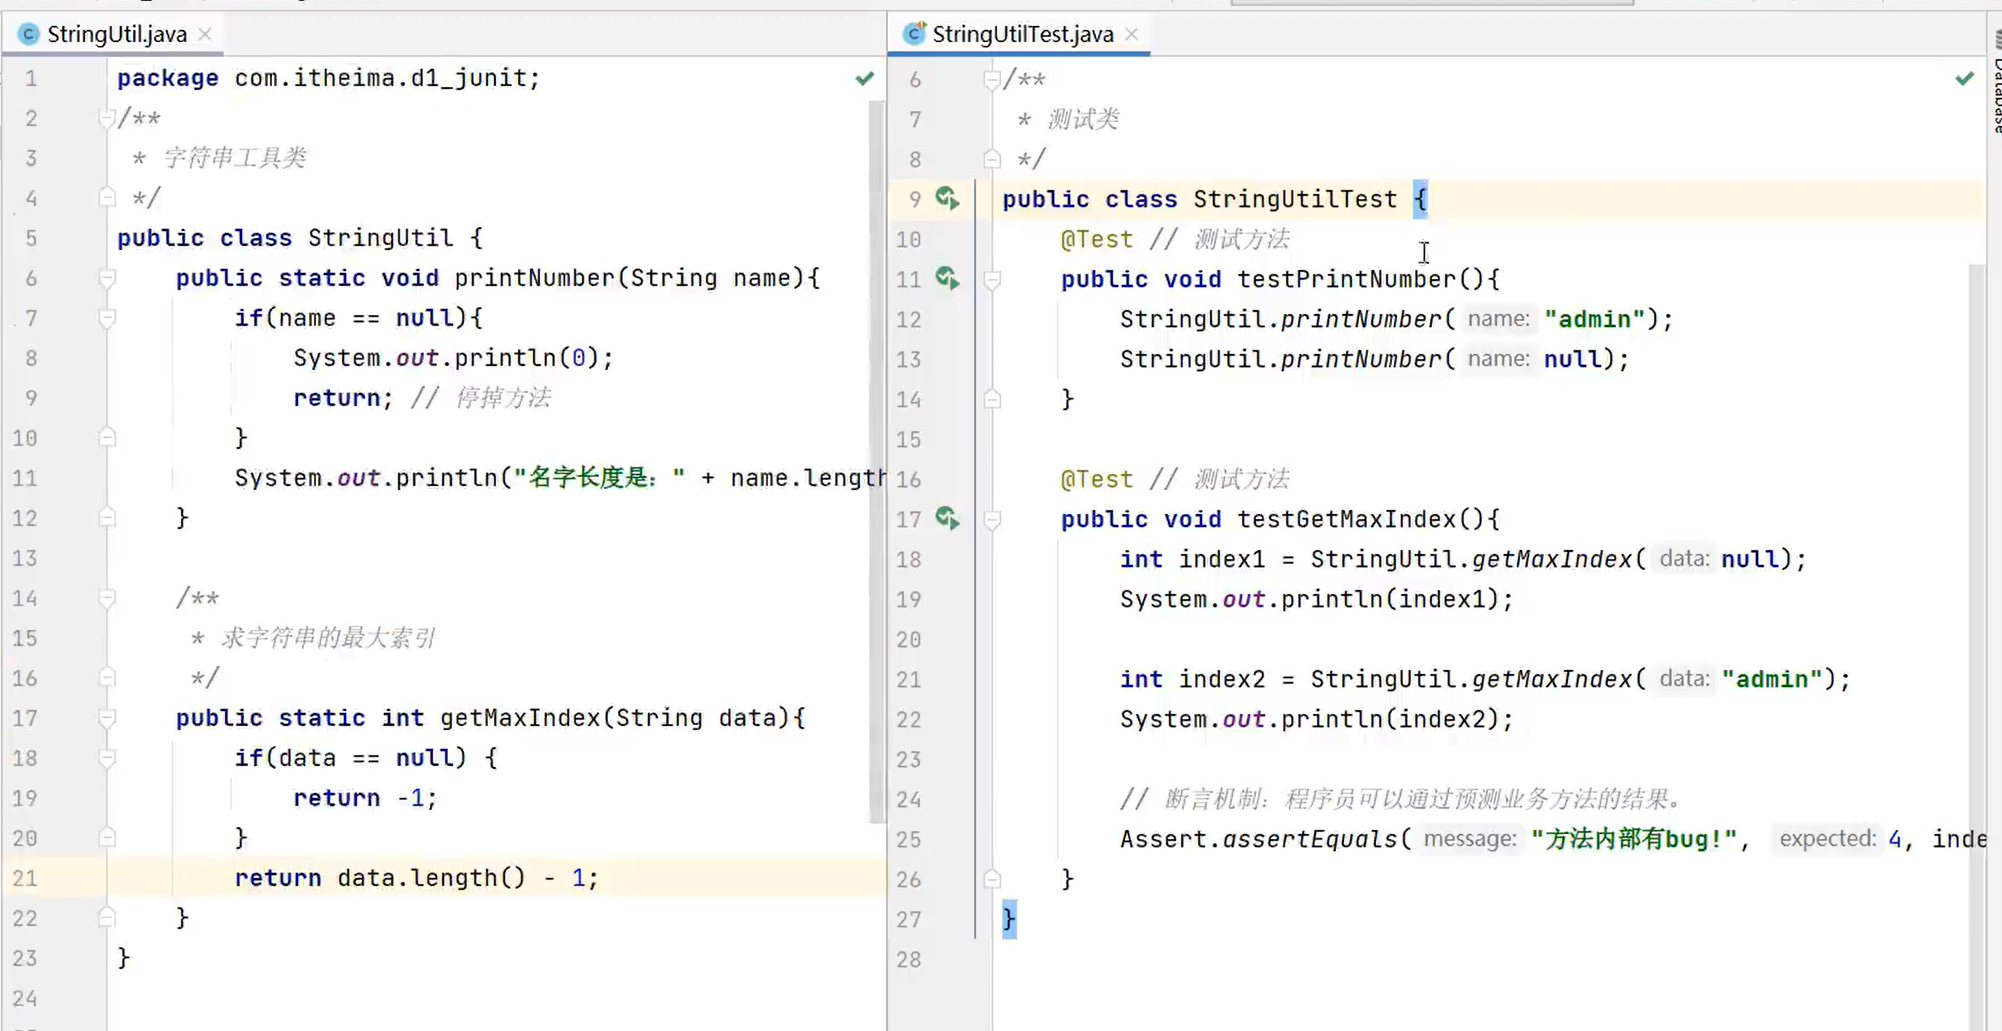 StringUtil.java
1 package com.itheima.d1_junit;
2 /**
3 * 字符串工具类
4 */
5 public class StringUtil {
6 public static void printNumber(String name){
7 if(name == null){
8 System.out.println(0);
9 return; // 停掉方法
10 }
11 System.out.println("名字长度是：" + name.length
12 }
13
14 /**
15 * 求字符串的最大索引
16 */
17 public static int getMaxIndex(String data){
18 if(data == null) {
19 return -1;
20 }
21 return data.length() - 1;
22 }
23 }
24
StringUtilTest.java
6 /**
7 * 测试类
8 */
9 public class StringUtilTest {
10 @Test // 测试方法
11 public void testPrintNumber(){
12 StringUtil.printNumber( name: "admin");
13 StringUtil.printNumber( name: null);
14 }
15
16 @Test // 测试方法
17 public void testGetMaxIndex(){
18 int index1 = StringUtil.getMaxIndex( data: null);
19 System.out.println(index1);
20
21 int index2 = StringUtil.getMaxIndex( data: "admin");
22 System.out.println(index2);
23
24 // 断言机制：程序员可以通过预测业务方法的结果。
25 Assert.assertEquals( message: "方法内部有bug!", expected: 4, inde
26 }
27 }
28
Database